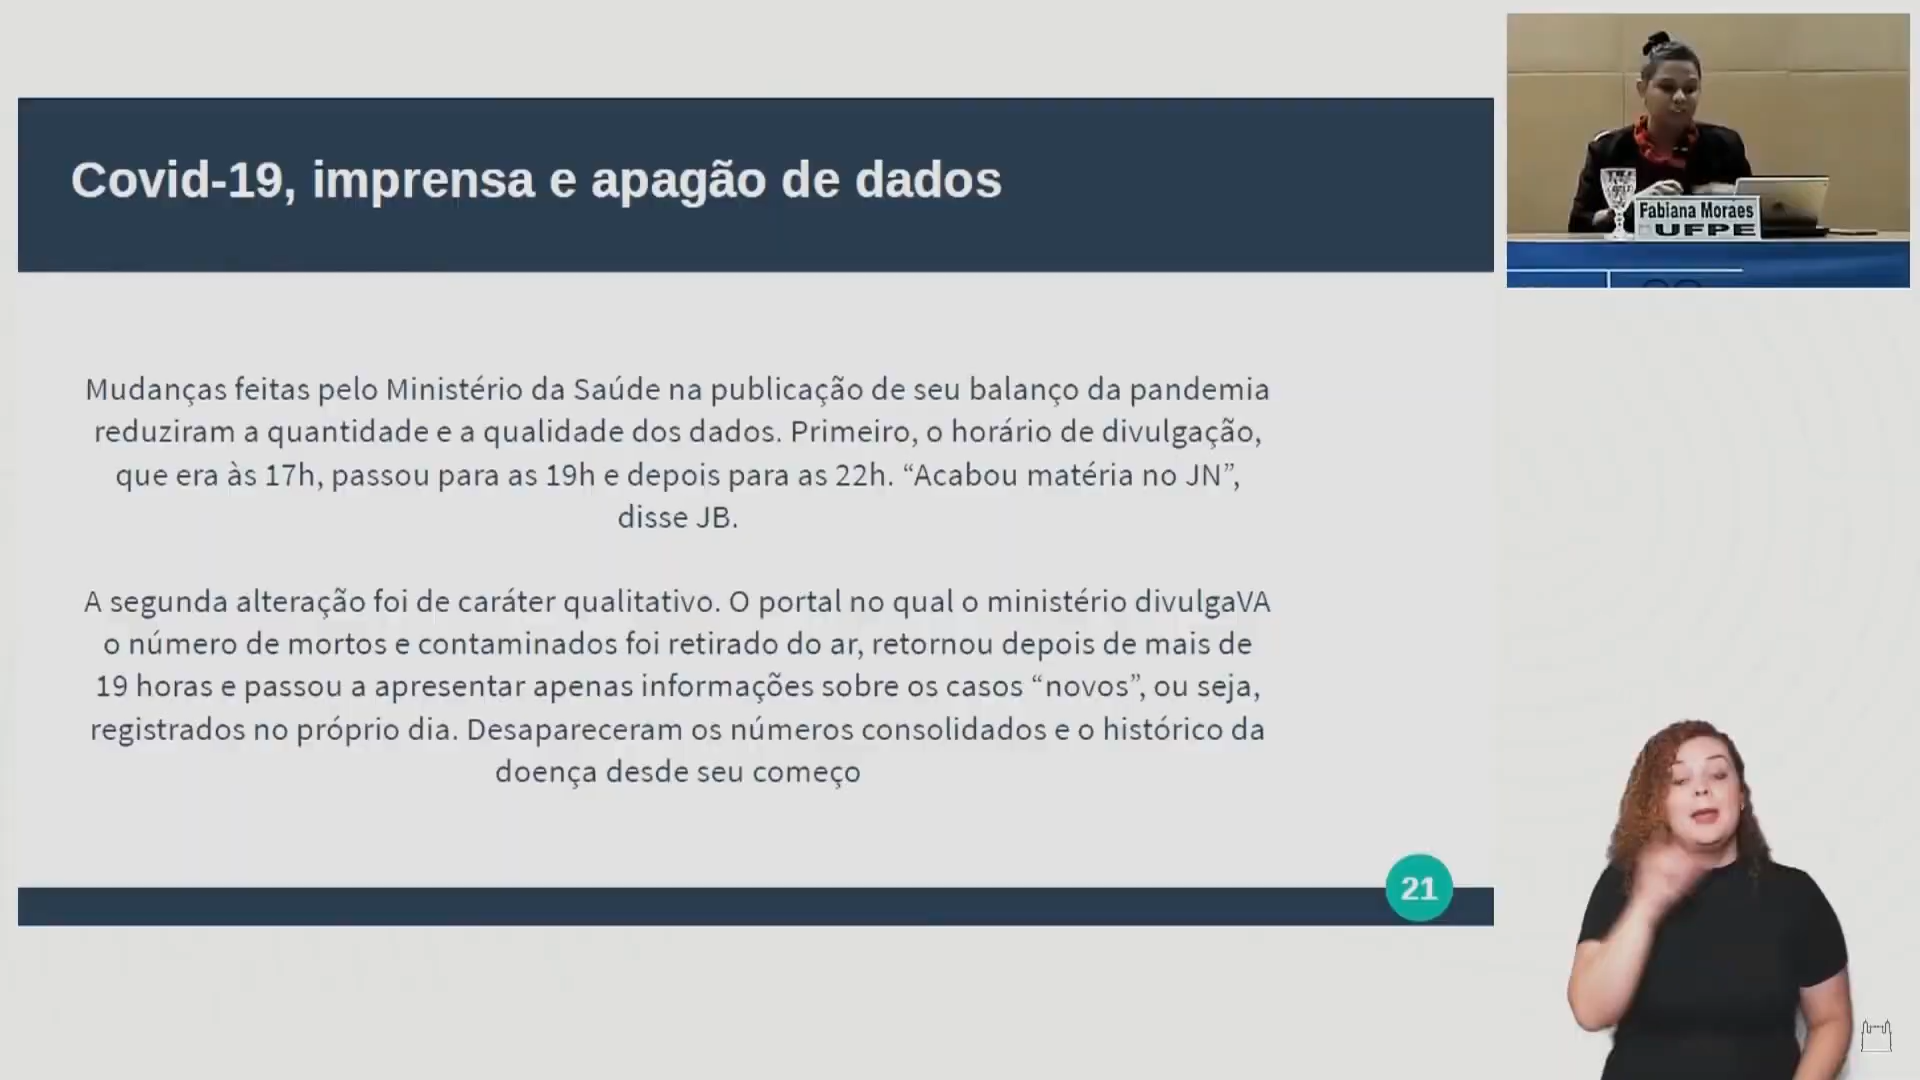 Covid-19, imprensa e apagão de dados
Mudanças feitas pelo Ministério da Saúde na publicação de seu balanço da pandemia
reduziram a quantidade e a qualidade dos dados. Primeiro, o horário de divulgação,
que era às 17h, passou para as 19h e depois para as 22h. “Acabou matéria no JN”,
disse JB.
A segunda alteração foi de caráter qualitativo. O portal no qual o ministério divulgaVA
o número de mortos e contaminados foi retirado do ar, retornou depois de mais de
19 horas e passou a apresentar apenas informações sobre os casos “novos”, ou seja,
registrados no próprio dia. Desapareceram os números consolidados e o histórico da
doença desde seu começo
21
Fabiana Moraes
UFPE